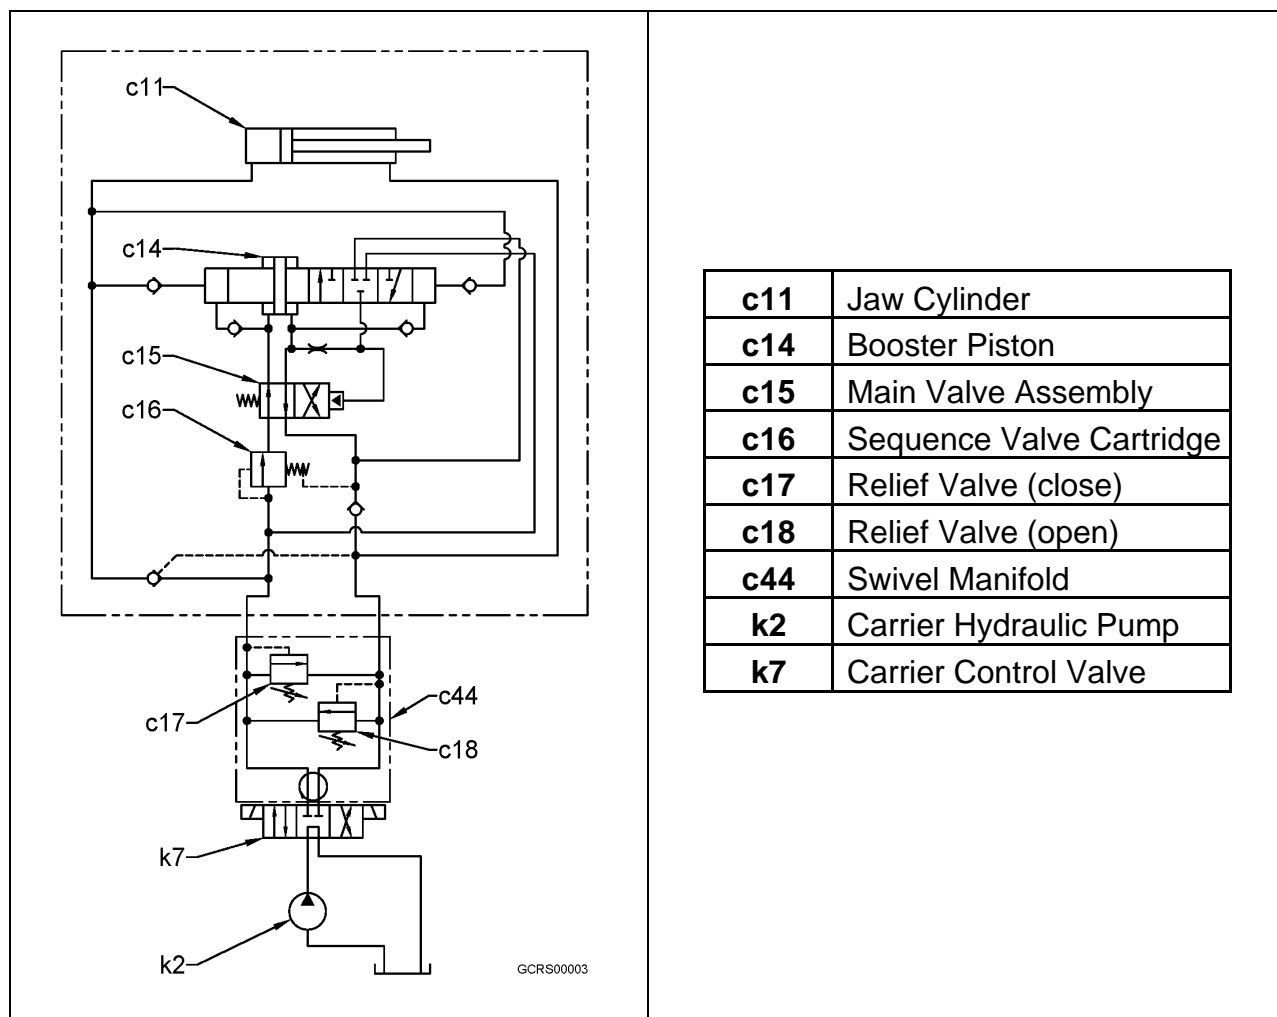 c11
c14
c15
c16
c17
c44
c18
k7
k2
GCRS00003
c11 Jaw Cylinder
c14 Booster Piston
c15 Main Valve Assembly
c16 Sequence Valve Cartridge
c17 Relief Valve (close)
c18 Relief Valve (open)
c44 Swivel Manifold
k2 Carrier Hydraulic Pump
k7 Carrier Control Valve